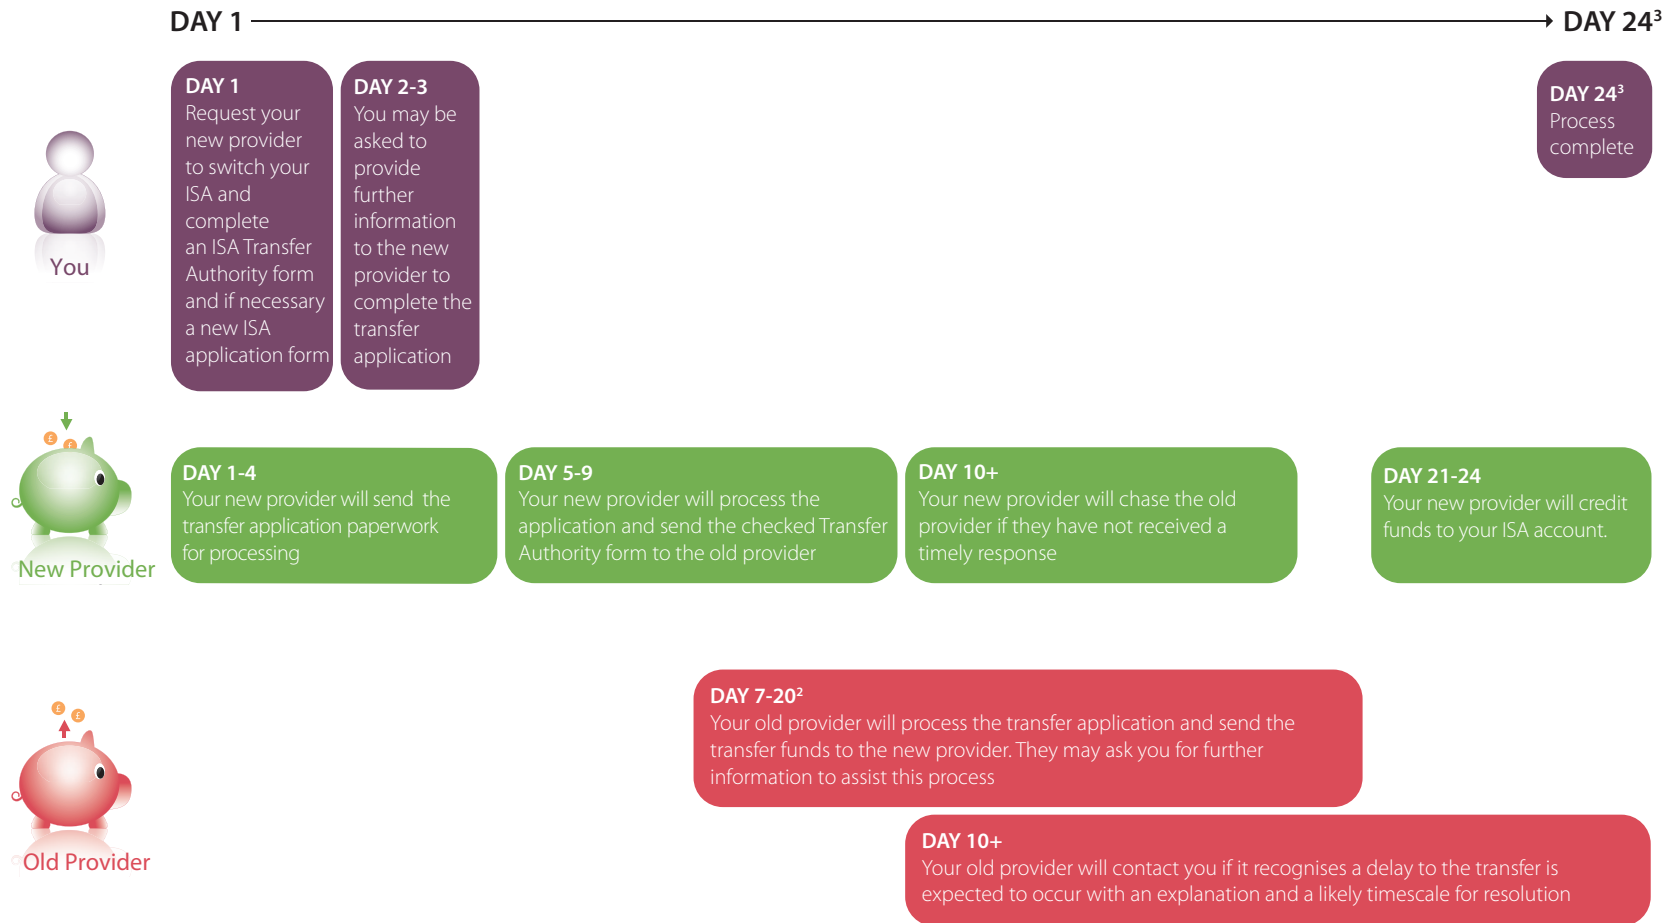 DAY 1
DAY 24³
DAY 1
Request your
new provider
to switch your
ISA and
complete
an ISA Transfer
Authority form
and if necessary
a new ISA
application form
DAY 2-3
You may be
asked to
provide
further
information
to the new
provider to
complete the
transfer
application
DAY 24³
Process
complete
You
£
£
DAY 1-4
Your new provider will send the
transfer application paperwork
for processing
DAY 5-9
Your new provider will process the
application and send the checked Transfer
Authority form to the old provider
DAY 10+
Your new provider will chase the old
provider if they have not received a
timely response
DAY 21-24
Your new provider will credit
funds to your ISA account.
New Provider
£
£
DAY 7-20²
Your old provider will process the transfer application and send the
transfer funds to the new provider. They may ask you for further
information to assist this process
DAY 10+
Your old provider will contact you if it recognises a delay to the transfer is
expected to occur with an explanation and a likely timescale for resolution
Old Provider